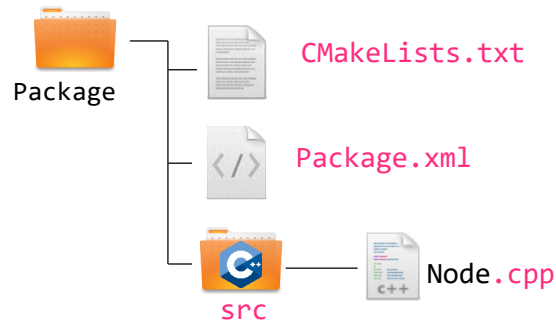 CMakeLists.txt
Package
Package.xml
</>
C++
C++
Node.cpp
src